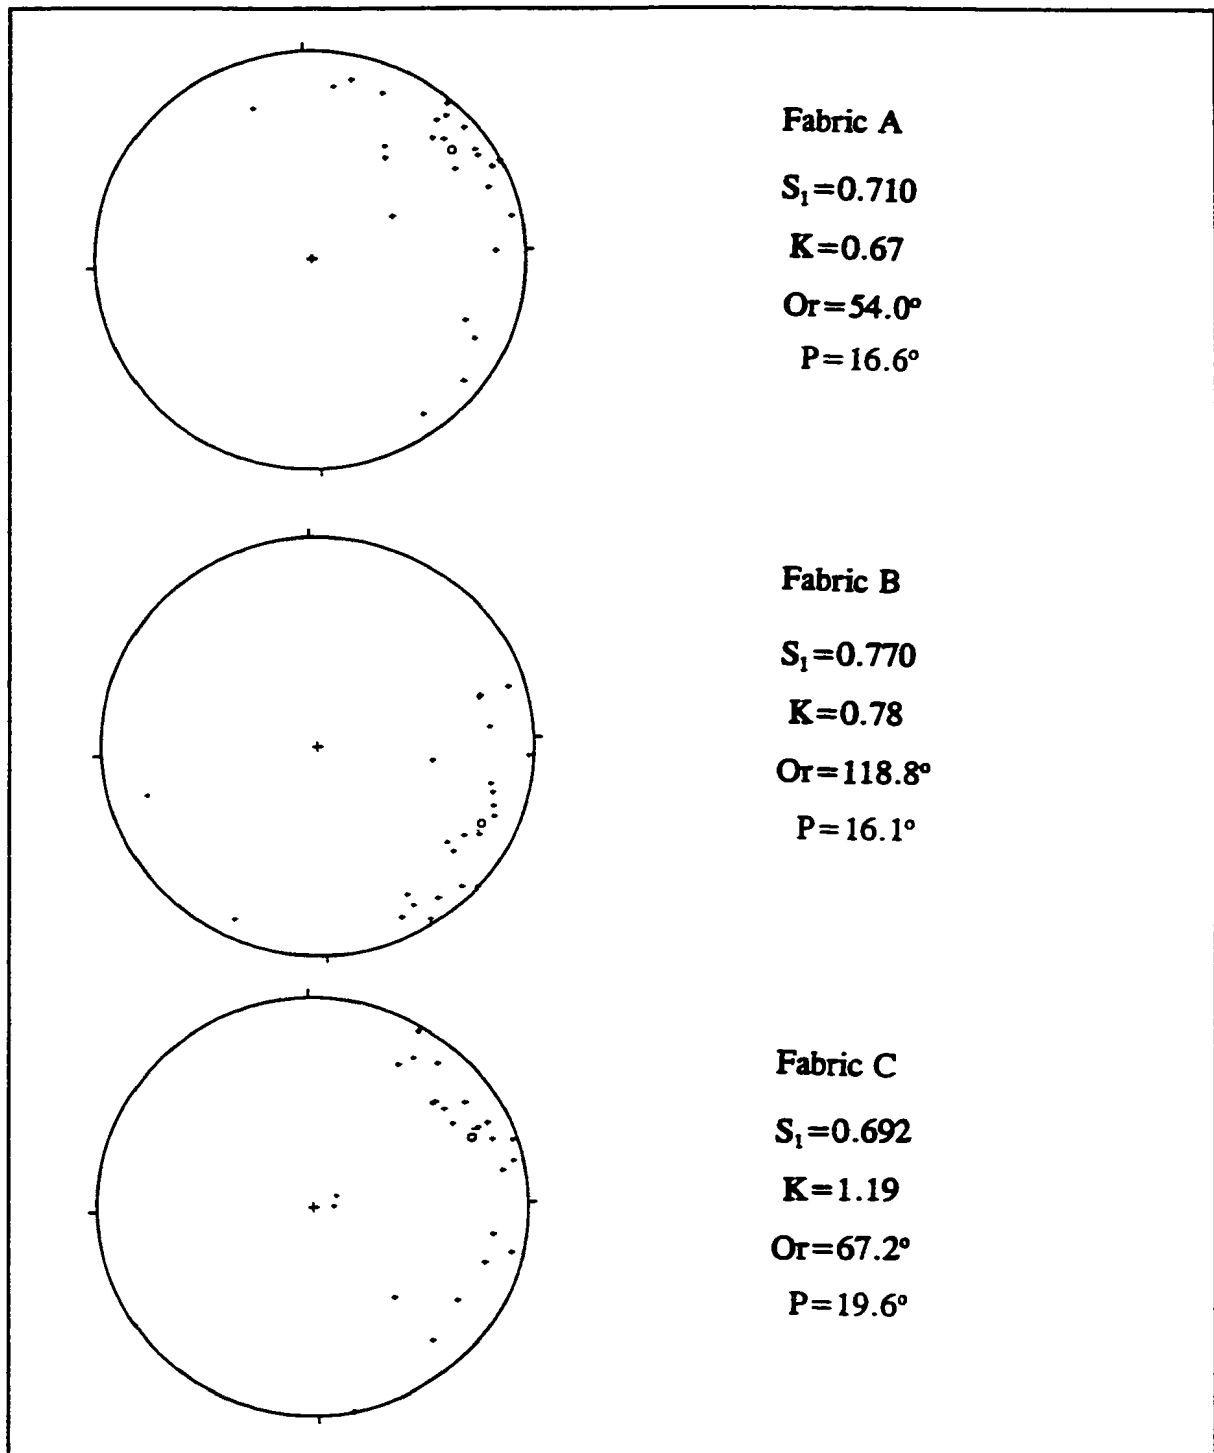 Fabric A
S₁=0.710
K=0.67
Or=54.0°
P=16.6°
Fabric B
S₁=0.770
K=0.78
Or=118.8°
P=16.1°
Fabric C
S₁=0.692
K=1.19
Or=67.2°
P=19.6°